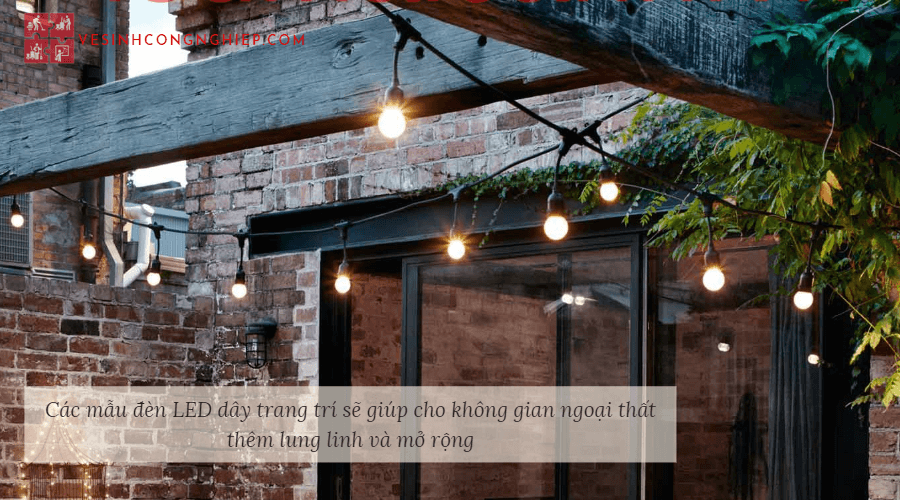 VESINHCONGNGHIEP.COM
Các mẫu đèn LED dây trang trí sẽ giúp cho không gian ngoại thất
thêm lung linh và mở rộng